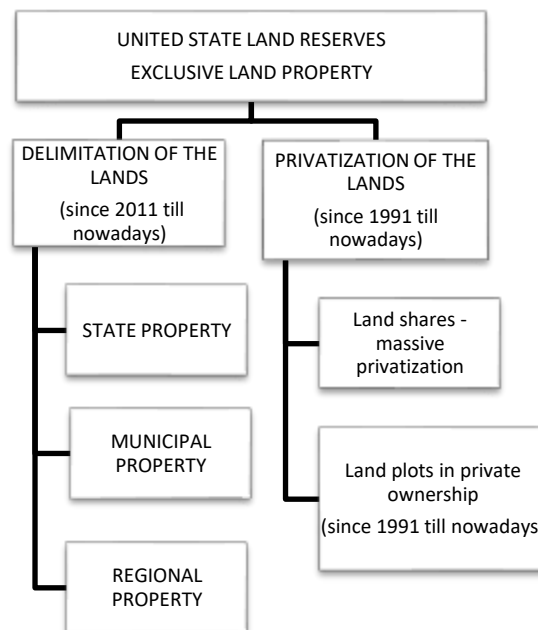 UNITED STATE LAND RESERVES
EXCLUSIVE LAND PROPERTY
DELIMITATION OF THE
LANDS
(since 2011 till
nowadays)
STATE PROPERTY
MUNICIPAL
PROPERTY
REGIONAL
PROPERTY
PRIVATIZATION OF THE
LANDS
(since 1991 till
nowadays)
Land shares -
massive
privatization
Land plots in private
ownership
(since 1991 till nowadays